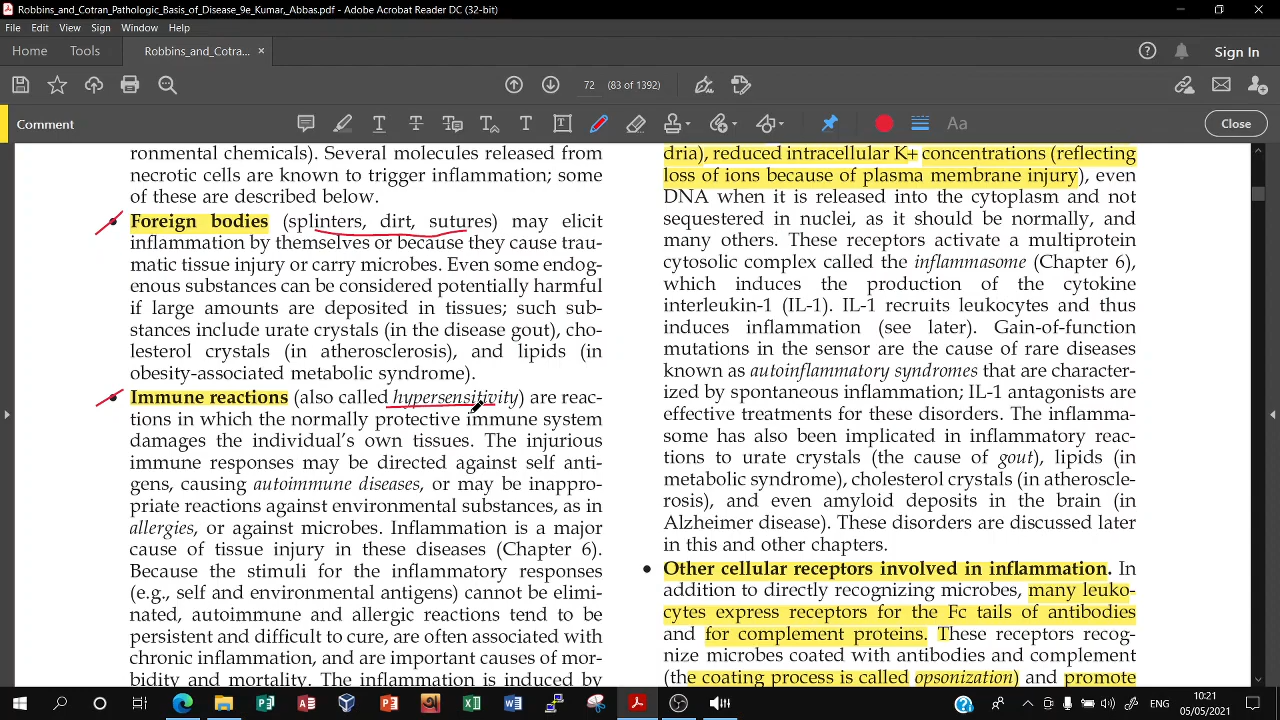 Robbins_and_Cotran_Pathologic_Basis_of_Disease_9e_Kumar_Abbas.pdf - Adobe Acrobat Reader DC (32-bit)
File Edit View Sign Window Help
Home Tools Robbins_and_Cotra... × Sign In
72 (83 of 1392)
Comment Aa Close
ronmental chemicals). Several molecules released from
necrotic cells are known to trigger inflammation; some
of these are described below.
• Foreign bodies (splinters, dirt, sutures) may elicit
inflammation by themselves or because they cause trau-
matic tissue injury or carry microbes. Even some endog-
enous substances can be considered potentially harmful
if large amounts are deposited in tissues; such sub-
stances include urate crystals (in the disease gout), cho-
lesterol crystals (in atherosclerosis), and lipids (in
obesity-associated metabolic syndrome).
• Immune reactions (also called hypersensitivity) are reac-
tions in which the normally protective immune system
damages the individual's own tissues. The injurious
immune responses may be directed against self anti-
gens, causing autoimmune diseases, or may be inappro-
priate reactions against environmental substances, as in
allergies, or against microbes. Inflammation is a major
cause of tissue injury in these diseases (Chapter 6).
Because the stimuli for the inflammatory responses
(e.g., self and environmental antigens) cannot be elimi-
nated, autoimmune and allergic reactions tend to be
persistent and difficult to cure, are often associated with
chronic inflammation, and are important causes of mor-
bidity and mortality. The inflammation is induced by
dria), reduced intracellular K+ concentrations (reflecting
loss of ions because of plasma membrane injury), even
DNA when it is released into the cytoplasm and not
sequestered in nuclei, as it should be normally, and
many others. These receptors activate a multiprotein
cytosolic complex called the inflammasome (Chapter 6),
which induces the production of the cytokine
interleukin-1 (IL-1). IL-1 recruits leukocytes and thus
induces inflammation (see later). Gain-of-function
mutations in the sensor are the cause of rare diseases
known as autoinflammatory syndromes that are character-
ized by spontaneous inflammation; IL-1 antagonists are
effective treatments for these disorders. The inflamma-
some has also been implicated in inflammatory reac-
tions to urate crystals (the cause of gout), lipids (in
metabolic syndrome), cholesterol crystals (in atheroscle-
rosis), and even amyloid deposits in the brain (in
Alzheimer disease). These disorders are discussed later
in this and other chapters.
• Other cellular receptors involved in inflammation. In
addition to directly recognizing microbes, many leuko-
cytes express receptors for the Fc tails of antibodies
and for complement proteins. These receptors recog-
nize microbes coated with antibodies and complement
(the coating process is called opsonization) and promote
ENG 10:21
05/05/2021